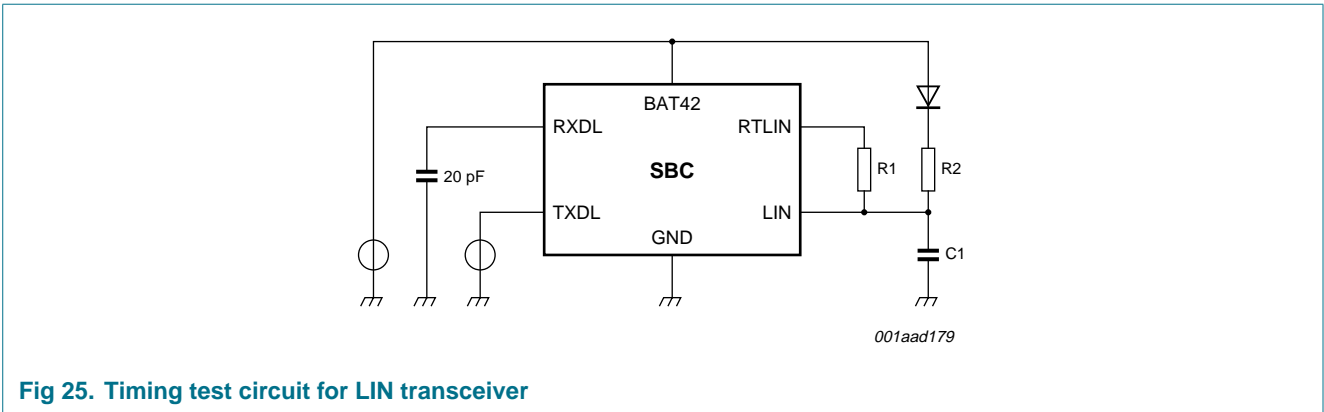 BAT42
RXDL
RTLIN
SBC
R1
R2
20 pF
TXDL
LIN
GND
C1
001aad179
Fig 25. Timing test circuit for LIN transceiver